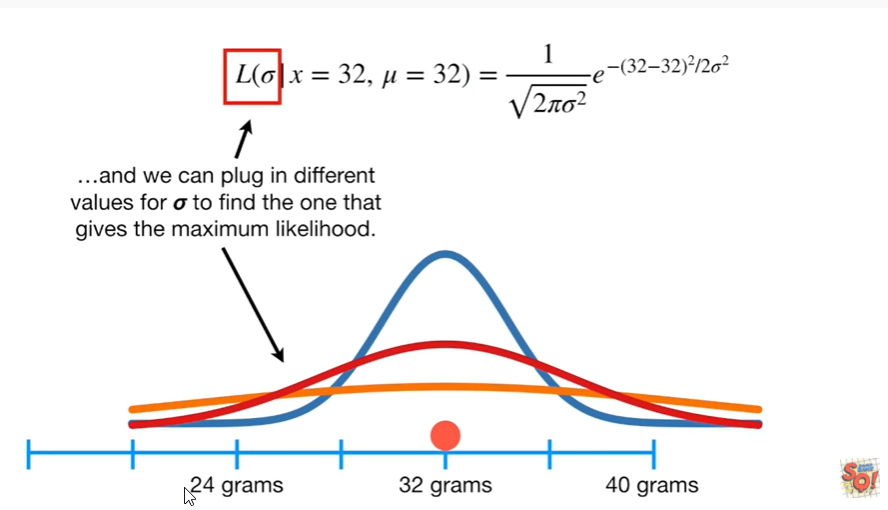 L(σ|x = 32, μ = 32) = 1/√2πσ² e^−(32−32)²/2σ²
…and we can plug in different
values for σ to find the one that
gives the maximum likelihood.
24 grams 32 grams 40 grams
SQ!